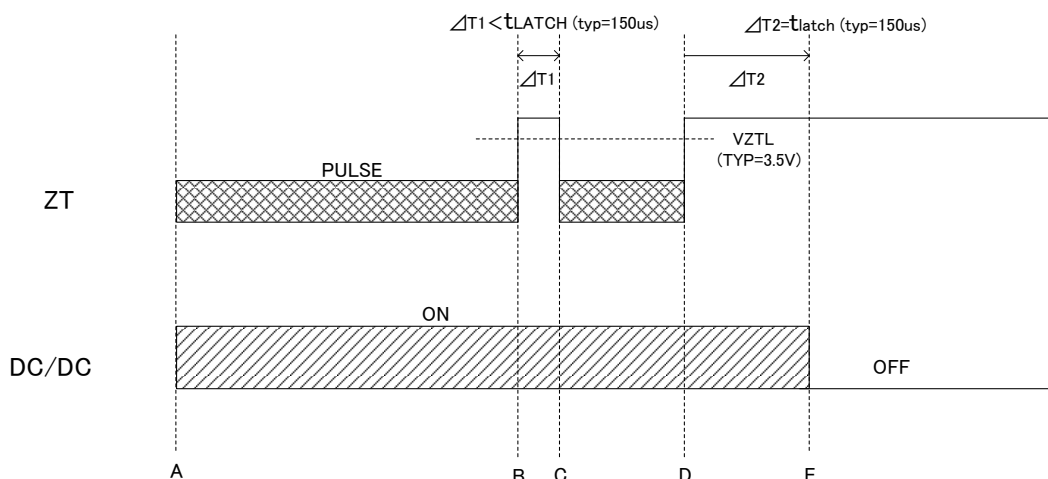 ⊿T1<tLATCH (typ=150us)
⊿T2=tlatch (typ=150us)
⊿T1
⊿T2
VZTL
(TYP=3.5V)
PULSE
ZT
ON
DC/DC
OFF
A
B
C
D